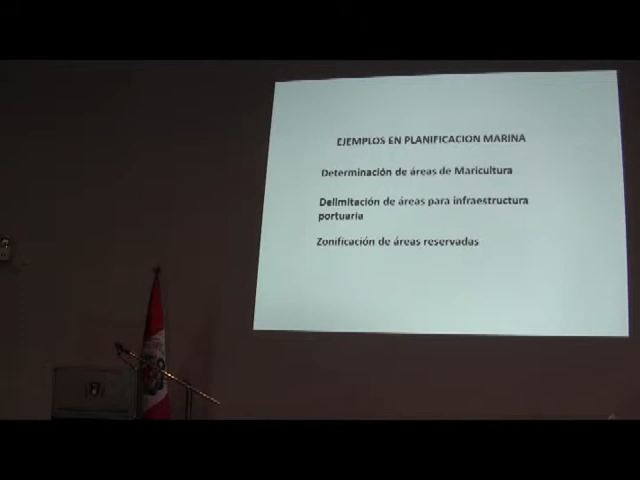 EJEMPLOS EN PLANIFICACION MARINA
Determinación de áreas de Maricultura
Delimitación de áreas para infraestructura
portuaria
Zonificación de áreas reservadas